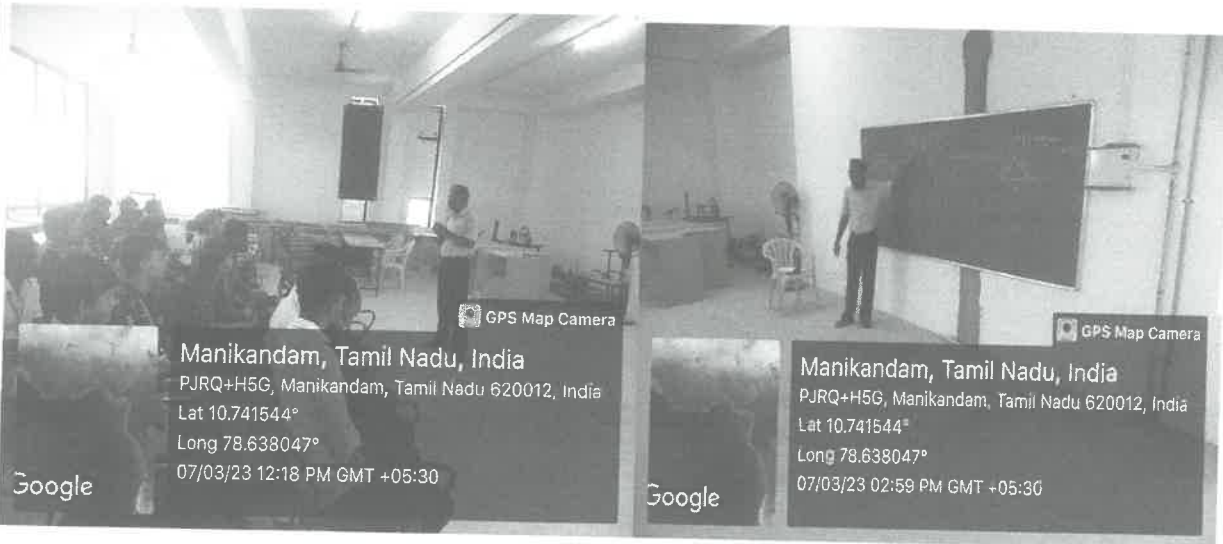 GPS Map Camera
Manikandam, Tamil Nadu, India
PJRQ+H5G, Manikandam, Tamil Nadu 620012, India
Lat 10.741544°
Long 78.638047°
07/03/23 12:18 PM GMT +05:30
Google
GPS Map Camera
Manikandam, Tamil Nadu, India
PJRQ+H5G, Manikandam, Tamil Nadu 620012, India
Lat 10.741544°
Long 78.638047°
07/03/23 02:59 PM GMT +05:30
Google